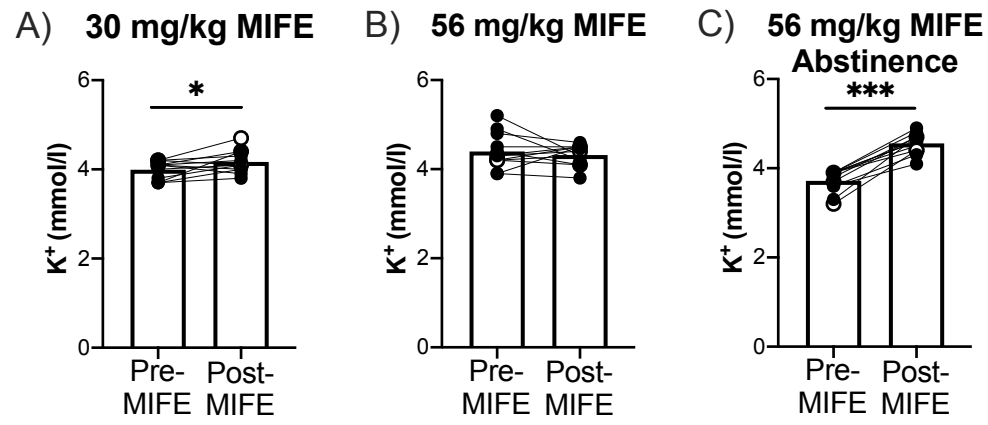 A) 30 mg/kg MIFE
*
6
4
2
0
K+ (mmol/l)
Pre-
MIFE
Post-
MIFE
B) 56 mg/kg MIFE
6
4
2
0
K+ (mmol/l)
Pre-
MIFE
Post-
MIFE
C) 56 mg/kg MIFE
Abstinence
***
6
4
2
0
K+ (mmol/l)
Pre-
MIFE
Post-
MIFE